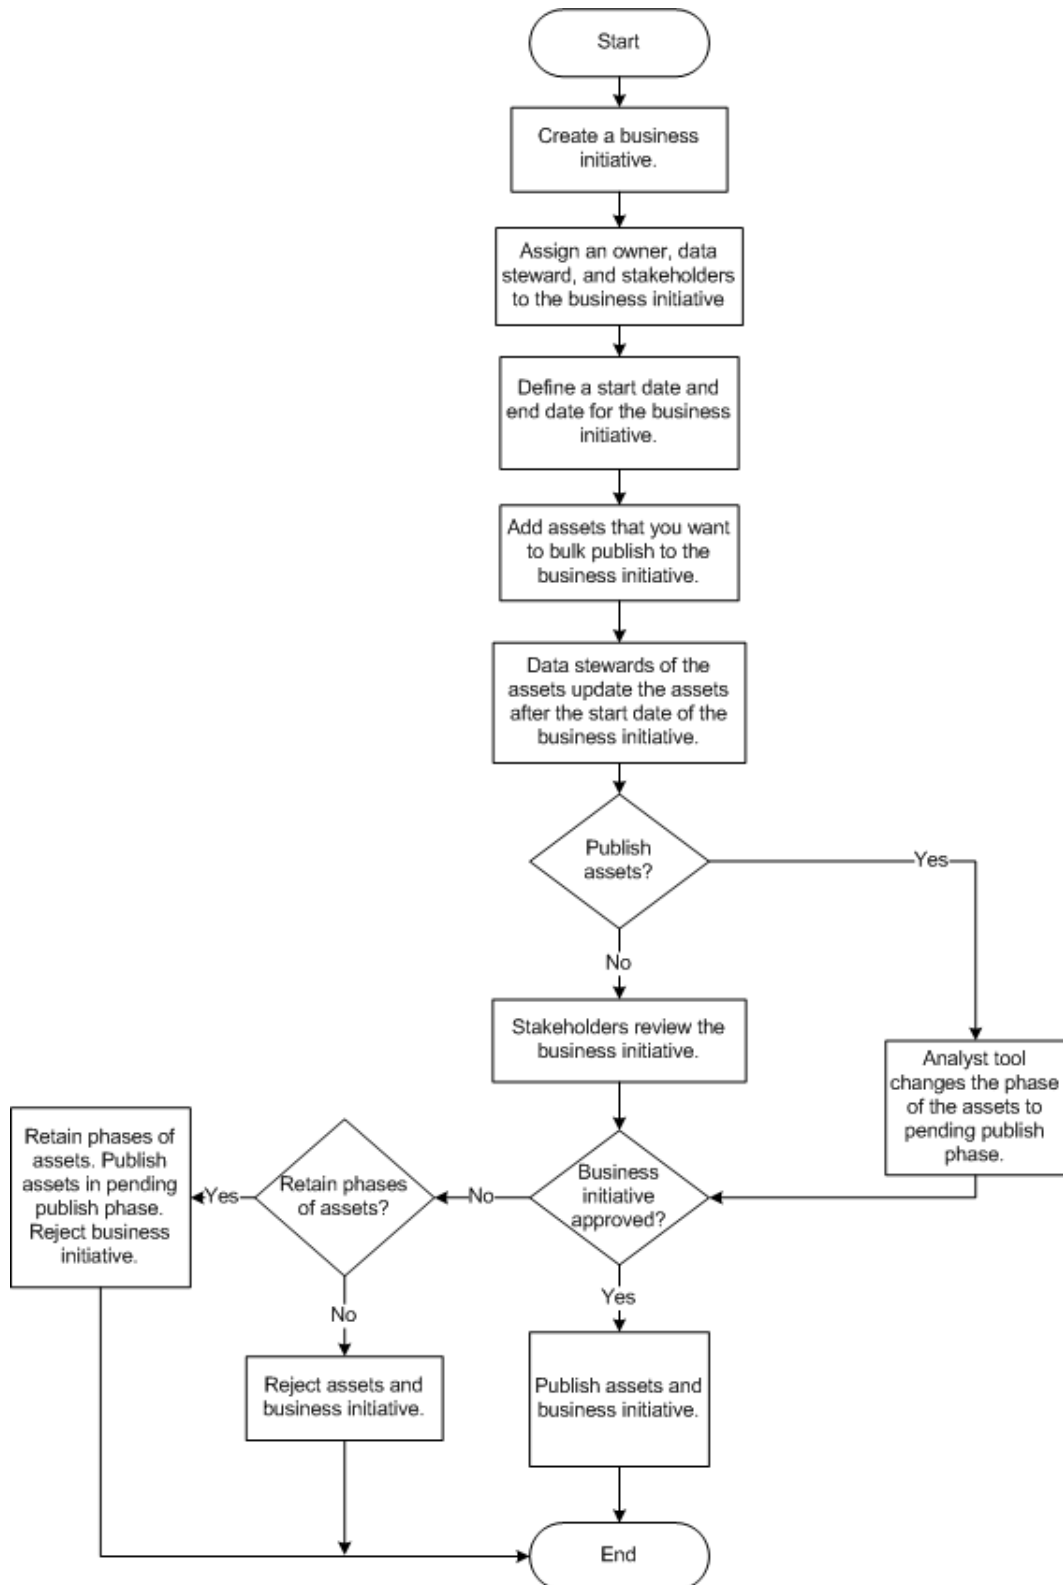 Start
Create a business
initiative.
Assign an owner, data
steward, and stakeholders
to the business initiative
Define a start date and
end date for the business
initiative.
Add assets that you want
to bulk publish to the
business initiative.
Data stewards of the
assets update the assets
after the start date of the
business initiative.
Publish
assets?
Yes
No
Stakeholders review the
business initiative.
Analyst tool
changes the phase
of the assets to
pending publish
phase.
Business
initiative
approved?
No
Retain phases
of assets?
Yes
Retain phases of
assets. Publish
assets in pending
publish phase.
Reject business
initiative.
No
Reject assets and
business initiative.
Yes
Publish assets and
business initiative.
End